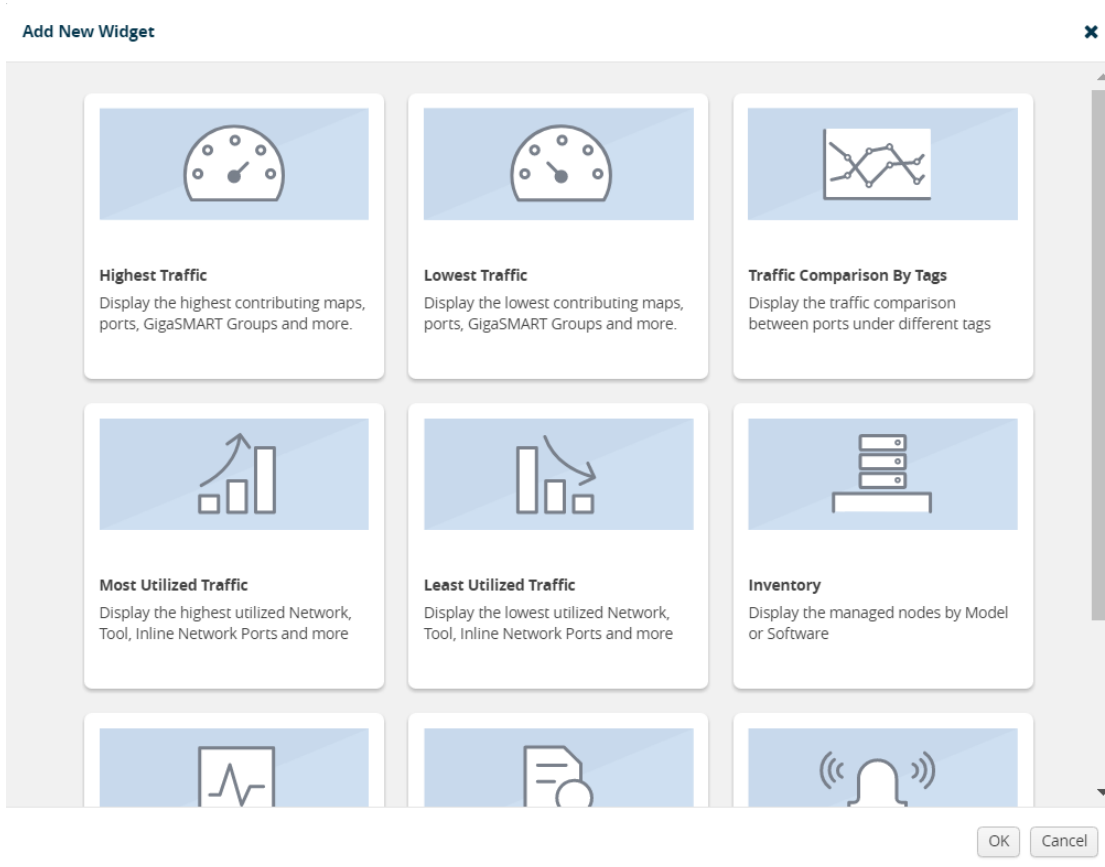 Add New Widget
Highest Traffic
Display the highest contributing maps,
ports, GigaSMART Groups and more.
Lowest Traffic
Display the lowest contributing maps,
ports, GigaSMART Groups and more.
Traffic Comparison By Tags
Display the traffic comparison
between ports under different tags
Most Utilized Traffic
Display the highest utilized Network,
Tool, Inline Network Ports and more
Least Utilized Traffic
Display the lowest utilized Network,
Tool, Inline Network Ports and more
Inventory
Display the managed nodes by Model
or Software
OK
Cancel